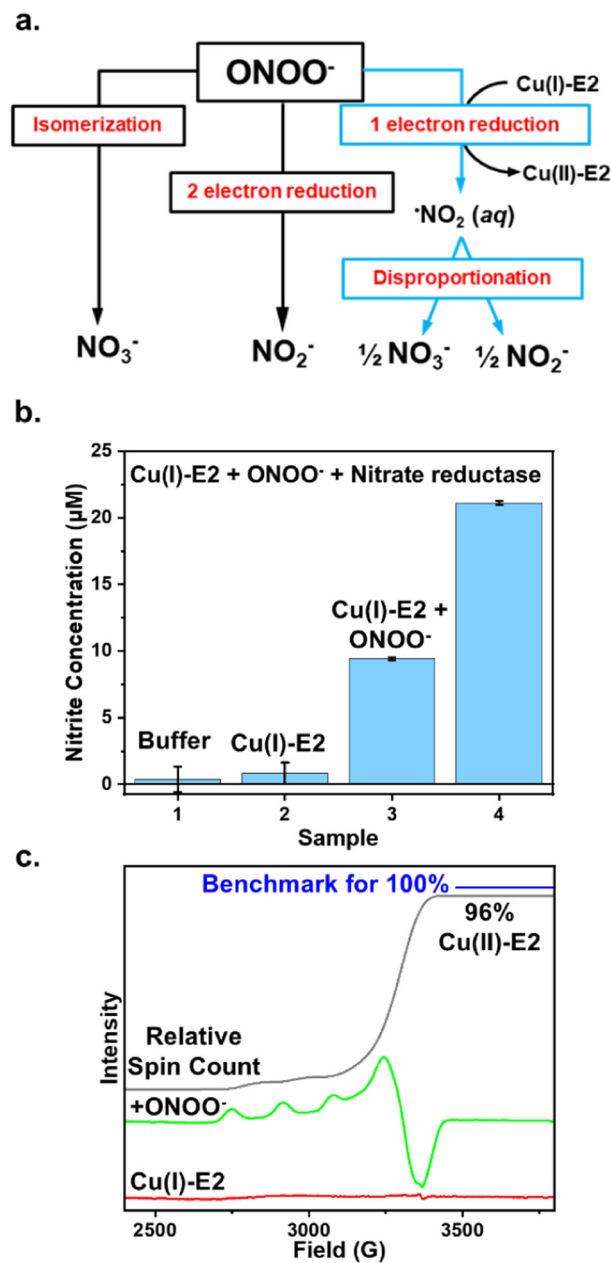 a.
ONOO⁻
Isomerization
1 electron reduction
Cu(I)-E2
Cu(II)-E2
2 electron reduction
•NO₂ (aq)
Disproportionation
NO₃⁻
NO₂⁻
½ NO₃⁻
½ NO₂⁻
b.
Nitrite Concentration (µM)
25
20
15
10
5
0
Cu(I)-E2 + ONOO⁻ + Nitrate reductase
Cu(I)-E2 +
ONOO⁻
Buffer
Cu(I)-E2
1 2 3 4
Sample
c.
Intensity
Benchmark for 100%
96%
Cu(II)-E2
Relative
Spin Count
+ONOO⁻
Cu(I)-E2
2500 3000 3500
Field (G)